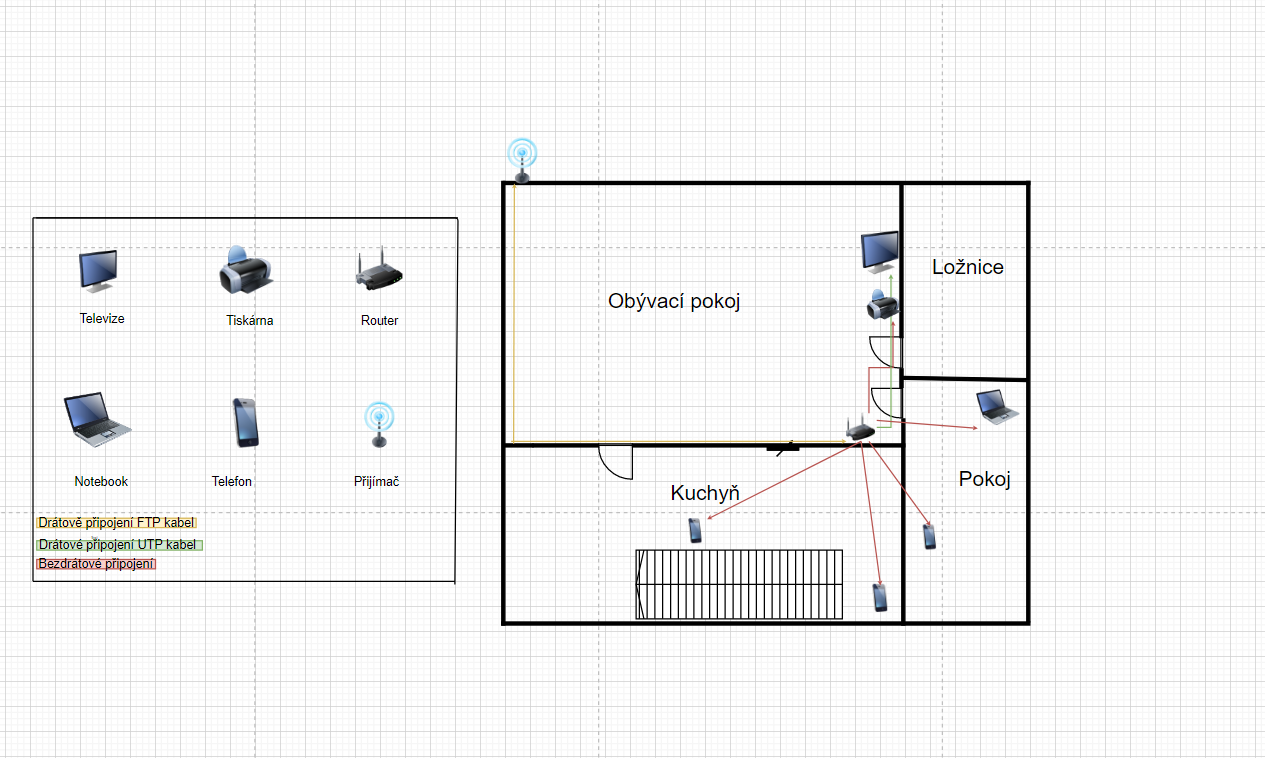 Televize
Tiskárna
Router
Notebook
Telefon
Přijímač
Drátově připojení FTP kabel
Drátové připojení UTP kabel
Bezdrátové připojení
Obývací pokoj
Ložnice
Kuchyň
Pokoj